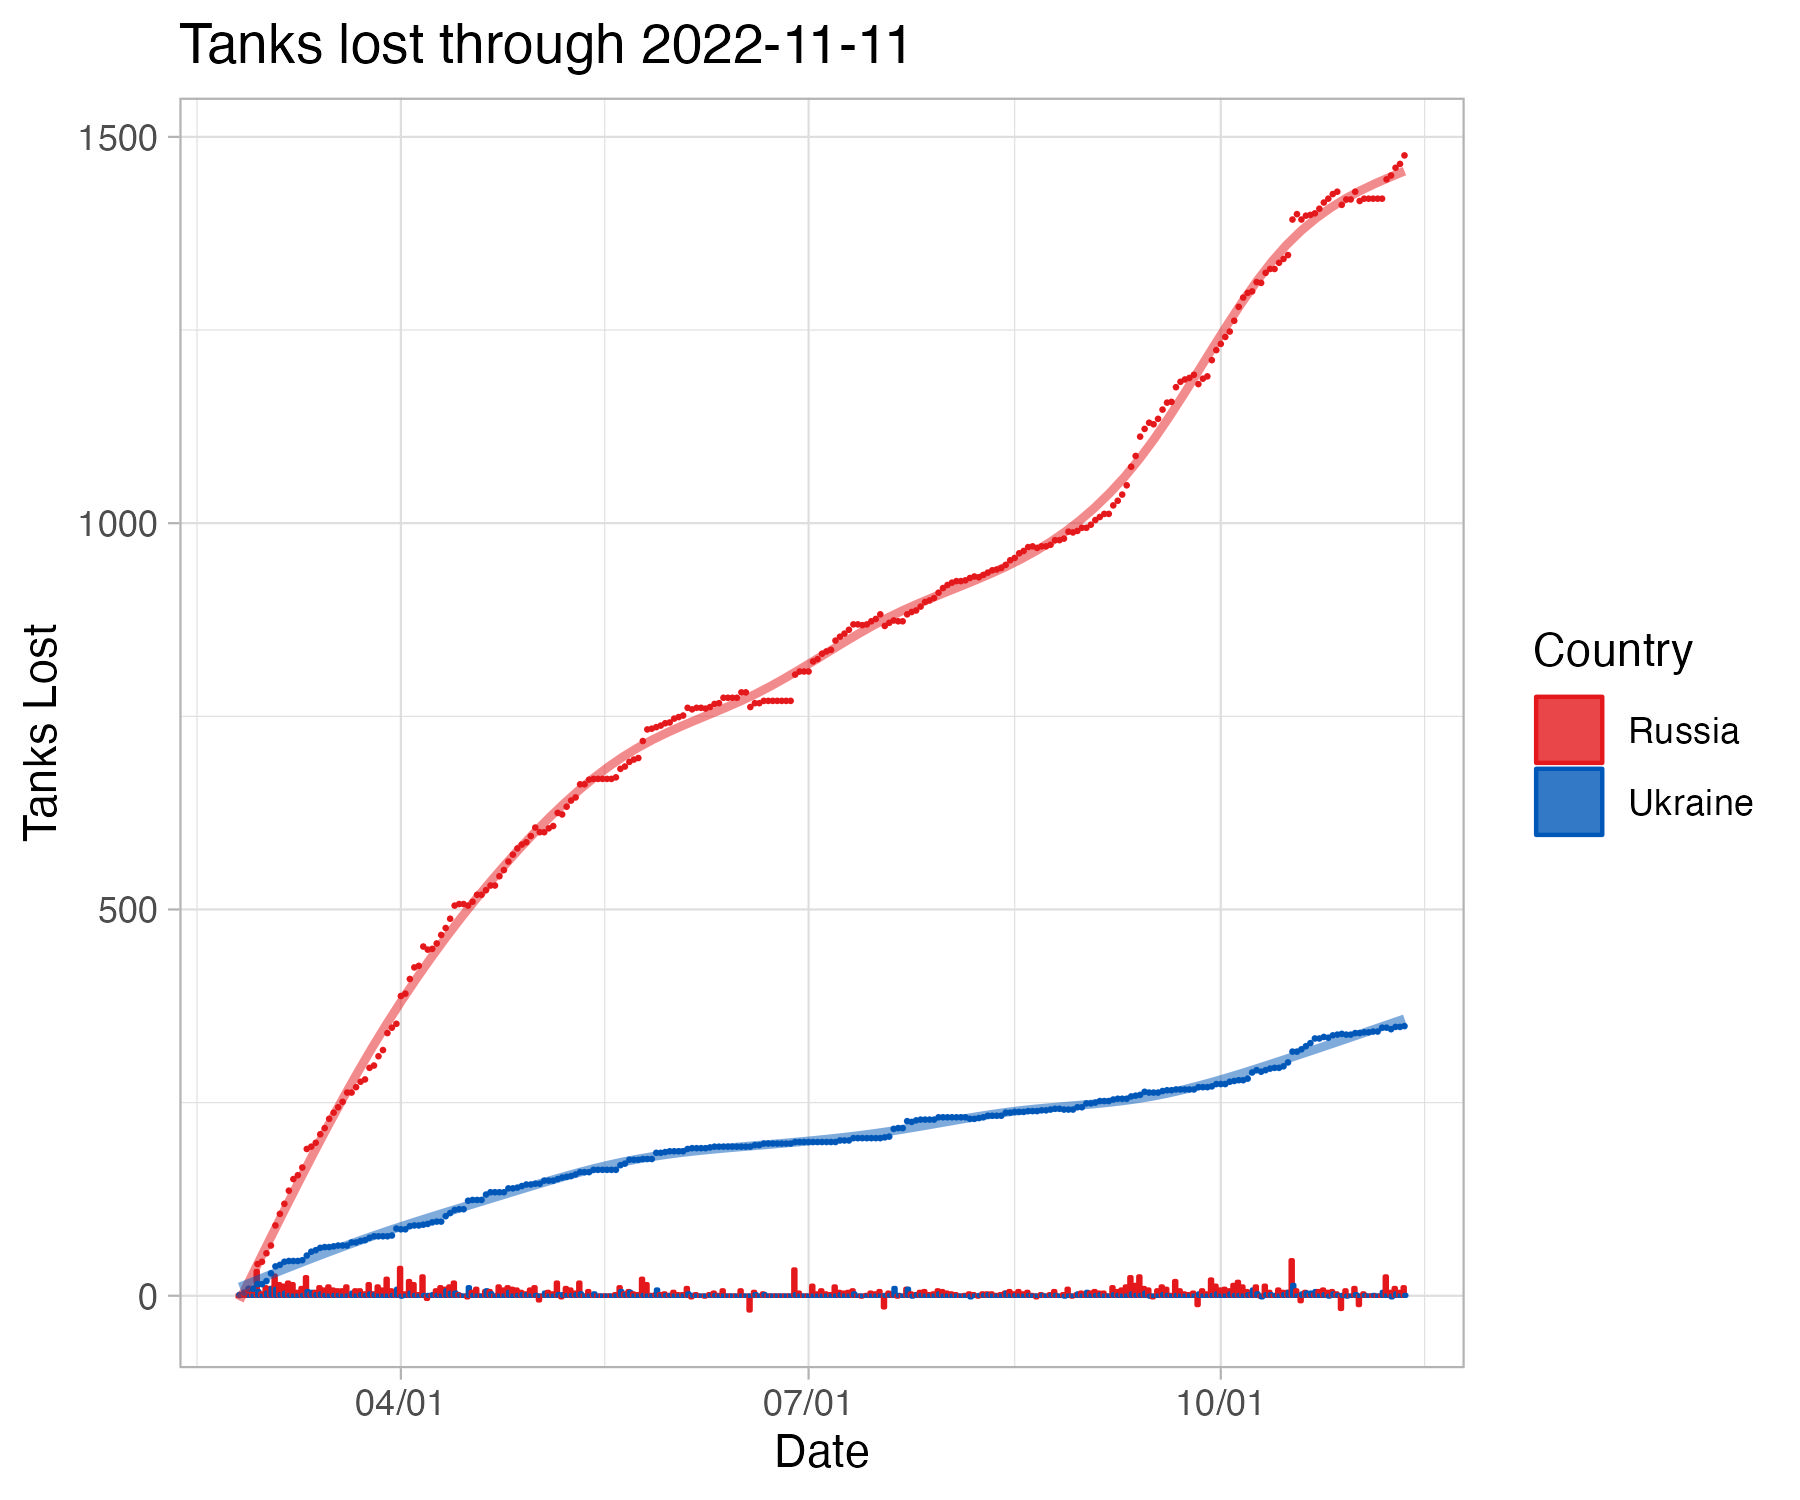 Tanks lost through 2022-11-11
1500
1000
500
0
Tanks Lost
04/01
07/01
10/01
Date
Country
Russia
Ukraine